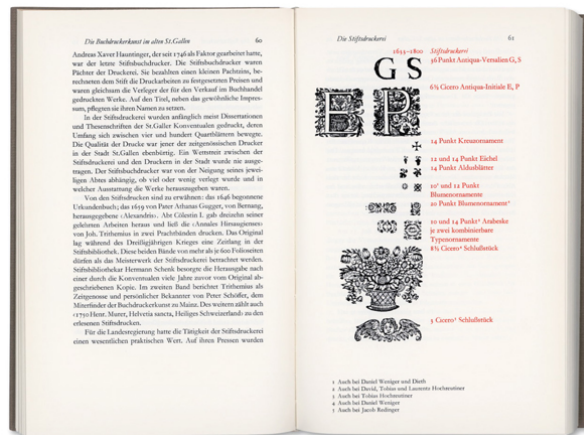 Die Buchdruckerkunst im alten St.Gallen 60
Andreas Xaver Hauntinger, der seit 1746 als Faktor gearbeitet hatte,
war der letzte Stiftsbuchdrucker. Die Stiftsbuchdrucker waren
Pächter der Druckerei. Sie bezahlten einen kleinen Pachtzins, be-
rechneten dem Stift die Druckarbeiten zu festgesetzten Preisen und
waren gleichsam die Verleger der für den Verkauf im Buchhandel
gedruckten Werke. Auf den Titel, neben das gewöhnliche Impres-
sum, pflegten sie ihren Namen zu setzen.
In der Stiftsdruckerei wurden anfänglich meist Dissertationen
und Thesenschriften der St.Galler Konventualen gedruckt, deren
Umfang sich zwischen vier und hundert Quartblättern bewegte.
Die Qualität der Drucke war jener der zeitgenössischen Drucker
in der Stadt St.Gallen ebenbürtig. Ein Wettstreit zwischen der
Stiftsdruckerei und den Druckern in der Stadt wurde nie ausge-
tragen. Der Stiftsbuchdrucker war von der Neigung seines jewei-
ligen Abtes abhängig, ob viel oder wenig verlegt wurde und in
welcher Ausstattung die Werke herausgegeben waren.
Von den Stiftsdrucken sind zu erwähnen: das 1646 begonnene
Urkundenbuch; das 1659 von Pater Athanas Gugger, von Bernang,
herausgegebene ‹Alexandris›. Abt Cölestin I. gab dreizehn seiner
gelehrten Arbeiten heraus und ließ die ‹Annales Hirsaugienses›
von Joh. Trithemius in zwei Prachtbänden drucken. Das Original
lag während des Dreißigjährigen Krieges eine Zeitlang in der
Stiftsbibliothek. Diese beiden Bände von mehr als je 600 Folioseiten
dürfen als das Meisterwerk der Stiftsdruckerei betrachtet werden.
Stiftsbibliothekar Hermann Schenk besorgte die Herausgabe nach
einer durch die Konventualen viele Jahre zuvor vom Original ab-
geschriebenen Kopie. Im zweiten Band berichtet Trithemius als
Zeitgenosse und persönlicher Bekannter von Peter Schöffer, dem
Miterfinder der Buchdruckerkunst zu Mainz. Des weitern zählt auch
‹1750 Henr. Murer, Helvetia sancta, Heiliges Schweizerland› zu den
erlesenen Stiftsdrucken.
Für die Landesregierung hatte die Tätigkeit der Stiftsdruckerei
einen wesentlichen praktischen Wert. Auf ihren Pressen wurden
Die Stiftsdruckerei 61
1633–1800 Stiftsdruckerei
G S 36 Punkt Antiqua-Versalien G, S
E P 6½ Cicero Antiqua-Initiale E, P
14 Punkt Kreuzornament
12 und 14 Punkt Eichel
14 Punkt Aldusblätter
10¹ und 12 Punkt
Blumenornamente
20 Punkt Blumenornament
10 und 14 Punkt Arabeske
je zwei kombinierbare
Typenornamente
8½ Cicero Schlußstück
5 Cicero Schlußstück
1 Auch bei Daniel Weniger und Dieth
2 Auch bei David, Tobias und Laurenz Hochreutiner
3 Auch bei Tobias Hochreutiner
4 Auch bei Daniel Weniger
5 Auch bei Jacob Redinger